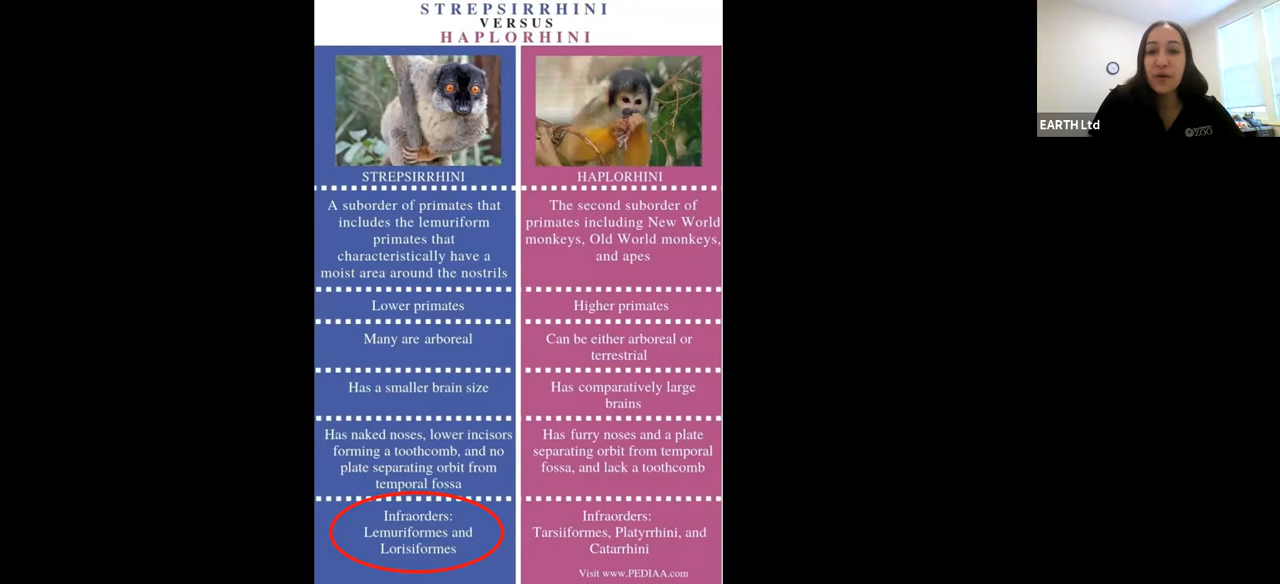 STREPSIRRHINI
VERSUS
HAPLORHINI
EARTH Ltd
ZOO
STREPSIRRHINI
A suborder of primates that
includes the lemuriform
primates that
characteristically have a
moist area around the nostrils
Lower primates
Many are arboreal
Has a smaller brain size
Has naked noses, lower incisors
forming a toothcomb, and no
plate separating orbit from
temporal fossa
Infraorders:
Lemuriformes and
Lorisiformes
HAPLORHINI
The second suborder of
primates including New World
monkeys, Old World monkeys,
and apes
Higher primates
Can be either arboreal or
terrestrial
Has comparatively large
brains
Has furry noses and a plate
separating orbit from temporal
fossa, and lack a toothcomb
Infraorders:
Tarsiiformes, Platyrrhini, and
Catarrhini
Visit www.PEDIAA.com